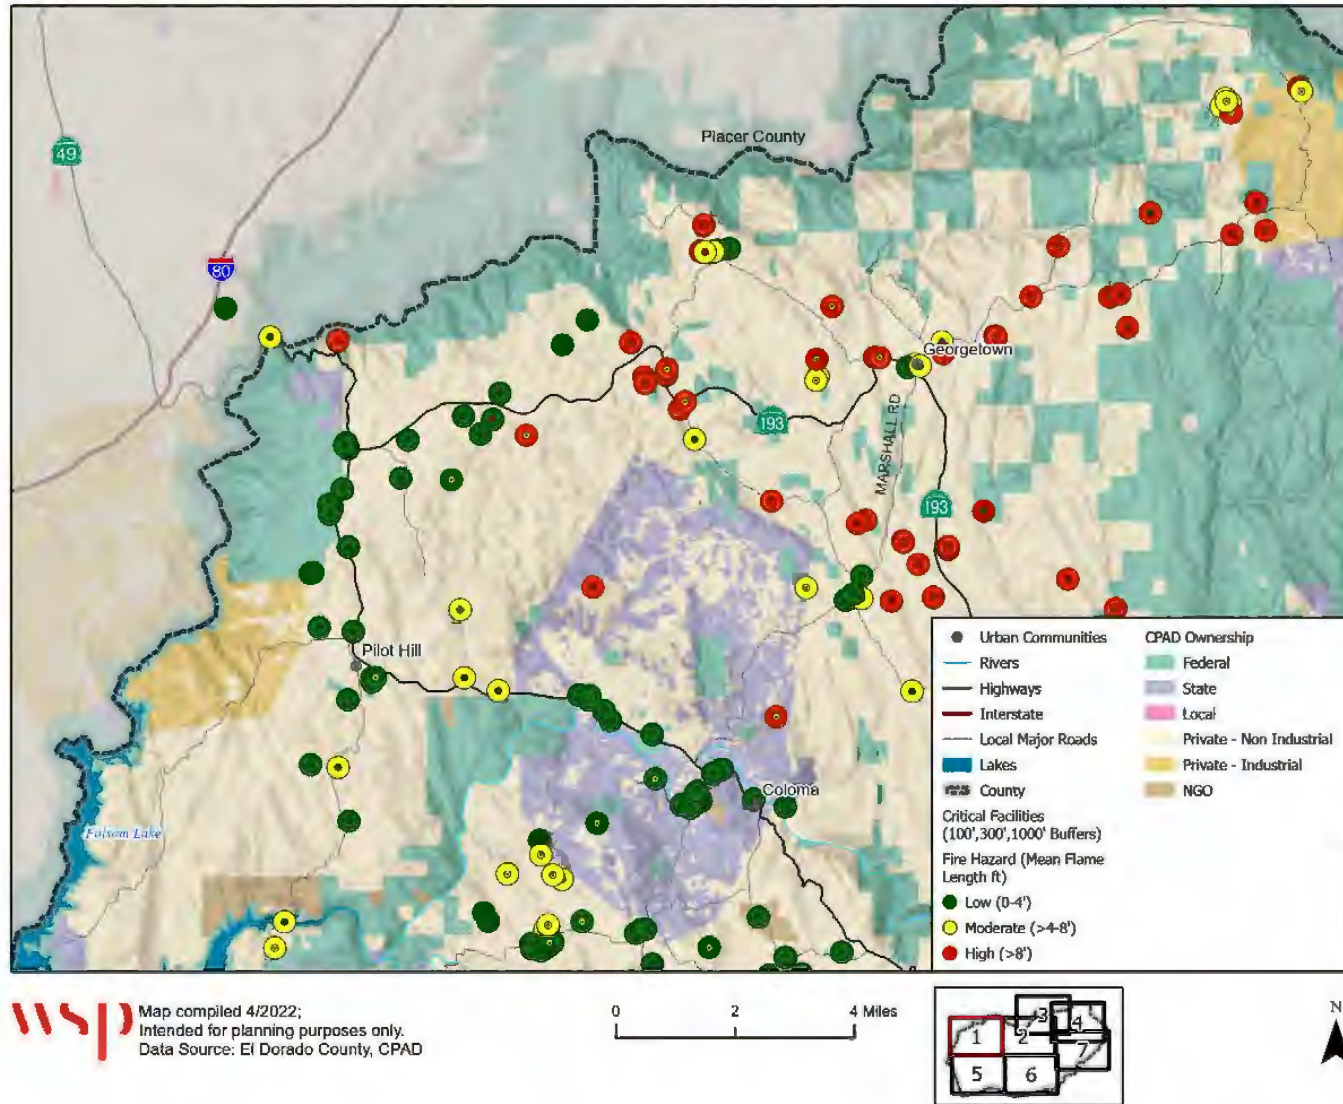 Placer County
49
80
Georgetown
193
MARSHALL RD
193
Pilot Hill
Coloma
Folsom Lake
Urban Communities
Rivers
Highways
Interstate
Local Major Roads
Lakes
County
Critical Facilities
(100',300',1000' Buffers)
Fire Hazard (Mean Flame
Length ft)
Low (0-4')
Moderate (>4-8')
High (>8')
CPAD Ownership
Federal
State
Local
Private - Non Industrial
Private - Industrial
NGO
wsp
Map compiled 4/2022;
Intended for planning purposes only.
Data Source: El Dorado County, CPAD
0 2 4 Miles
1 2 3 4 7
5 6
N